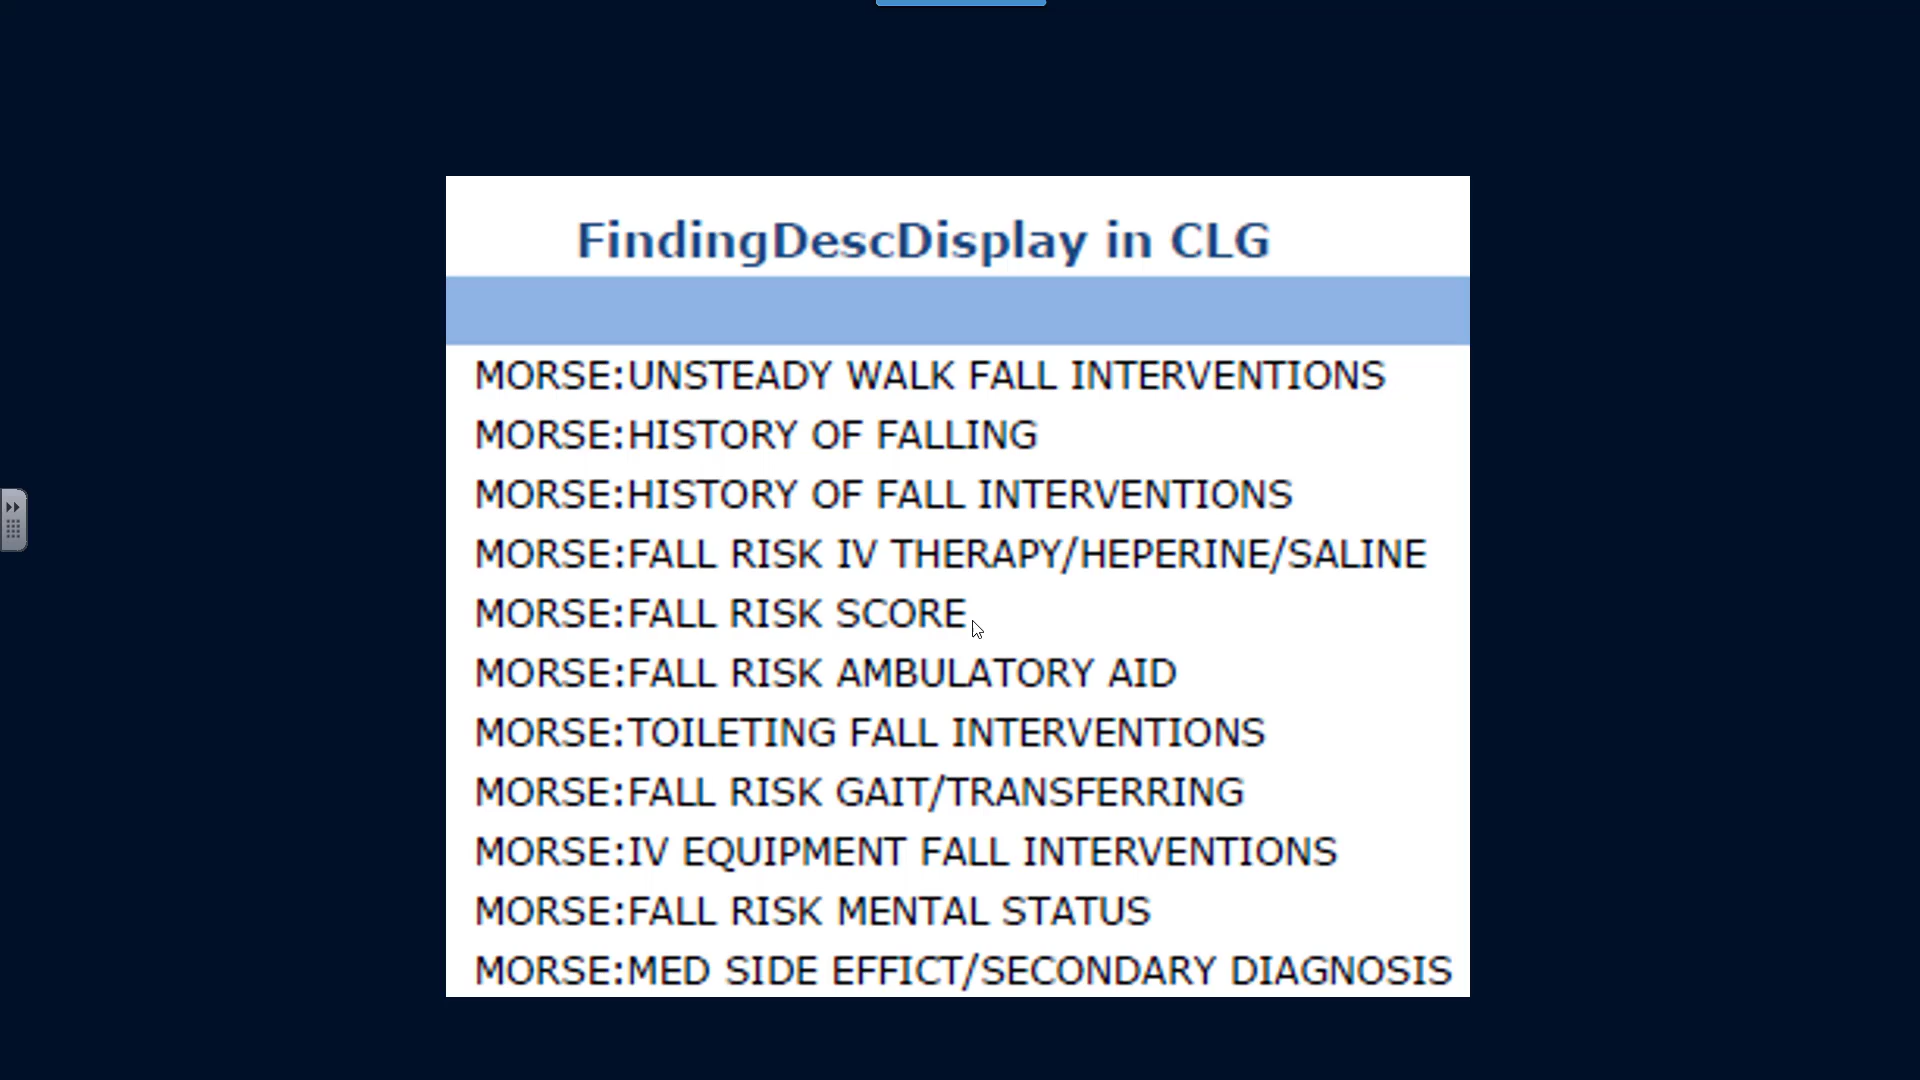 FindingDescDisplay in CLG
MORSE:UNSTEADY WALK FALL INTERVENTIONS
MORSE:HISTORY OF FALLING
MORSE:HISTORY OF FALL INTERVENTIONS
MORSE:FALL RISK IV THERAPY/HEPERINE/SALINE
MORSE:FALL RISK SCORE
MORSE:FALL RISK AMBULATORY AID
MORSE:TOILETING FALL INTERVENTIONS
MORSE:FALL RISK GAIT/TRANSFERRING
MORSE:IV EQUIPMENT FALL INTERVENTIONS
MORSE:FALL RISK MENTAL STATUS
MORSE:MED SIDE EFFICT/SECONDARY DIAGNOSIS